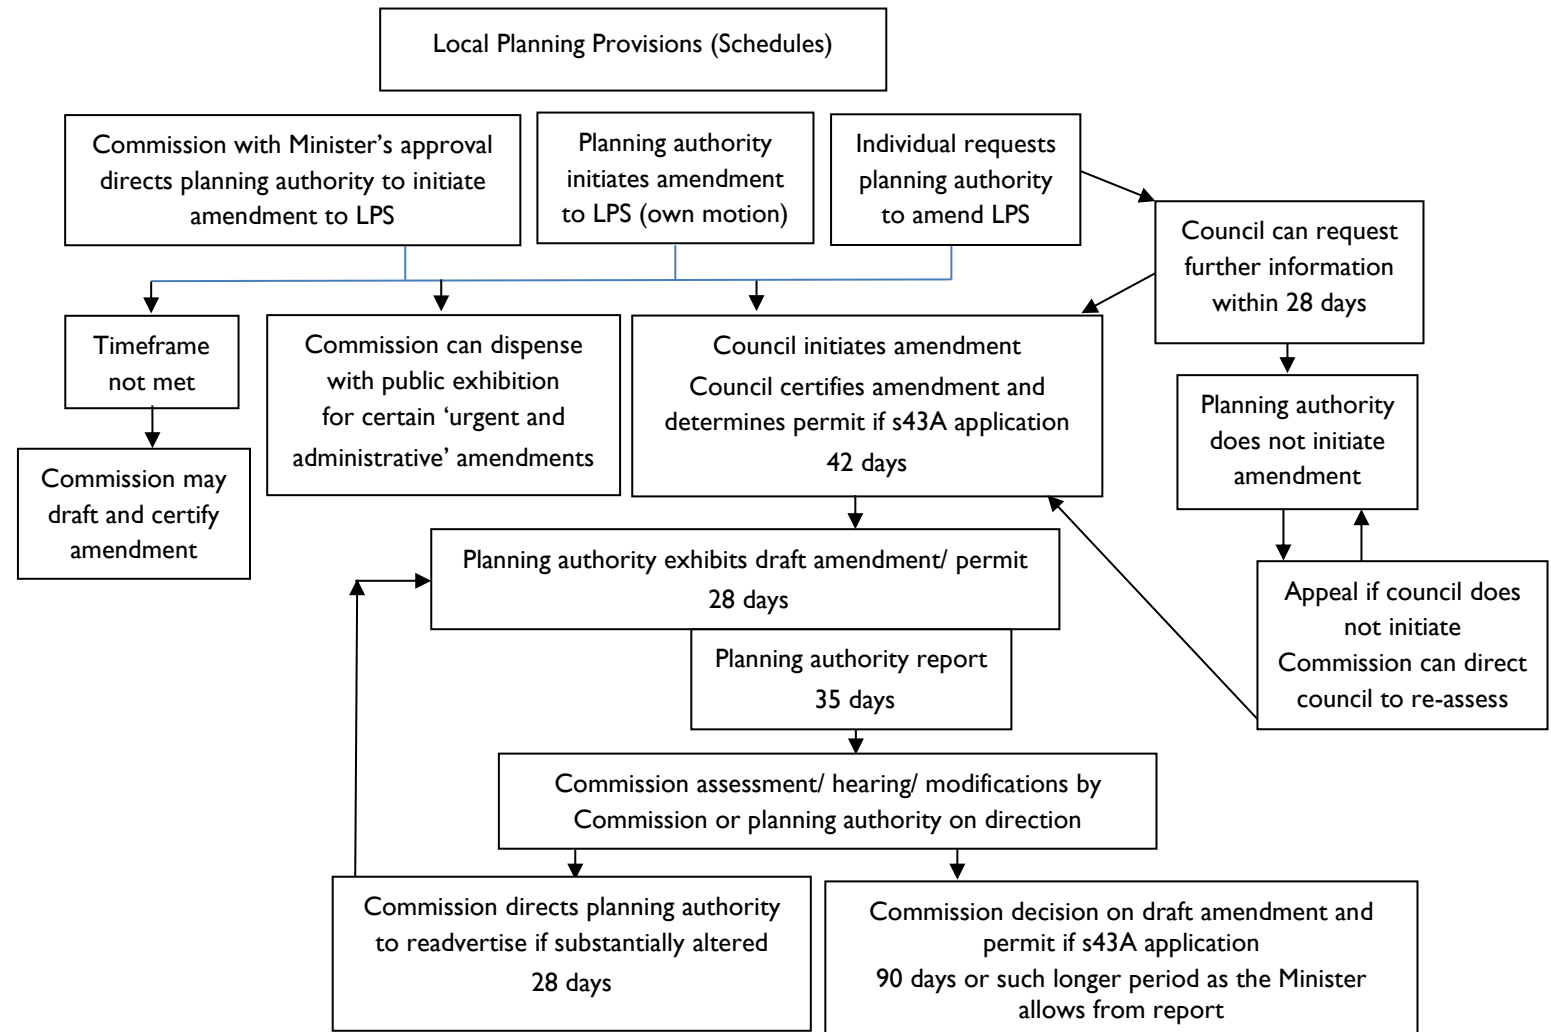 Local Planning Provisions (Schedules)
Commission with Minister’s approval
directs planning authority to initiate
amendment to LPS
Planning authority
initiates amendment
to LPS (own motion)
Individual requests
planning authority
to amend LPS
Council can request
further information
within 28 days
Timeframe
not met
Commission can dispense
with public exhibition
for certain ‘urgent and
administrative’ amendments
Council initiates amendment
Council certifies amendment and
determines permit if s43A application
42 days
Planning authority
does not initiate
amendment
Commission may
draft and certify
amendment
Planning authority exhibits draft amendment/ permit
28 days
Appeal if council does
not initiate
Commission can direct
council to re-assess
Planning authority report
35 days
Commission assessment/ hearing/ modifications by
Commission or planning authority on direction
Commission directs planning authority
to readvertise if substantially altered
28 days
Commission decision on draft amendment and
permit if s43A application
90 days or such longer period as the Minister
allows from report